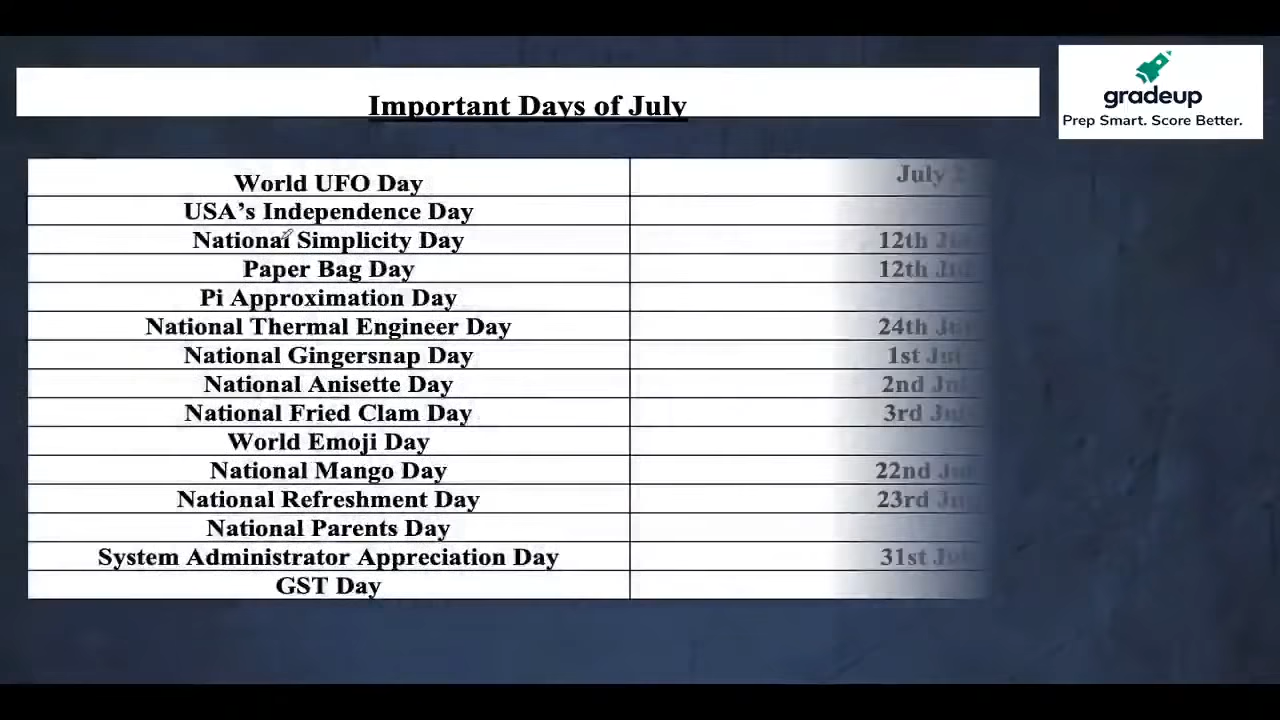 Important Days of July
gradeup
Prep Smart. Score Better.
World UFO Day July 2
USA's Independence Day
National Simplicity Day 12th
Paper Bag Day 12th
Pi Approximation Day
National Thermal Engineer Day 24th
National Gingersnap Day 1st
National Anisette Day 2nd
National Fried Clam Day 3rd
World Emoji Day
National Mango Day 22nd
National Refreshment Day 23rd
National Parents Day
System Administrator Appreciation Day 31st
GST Day